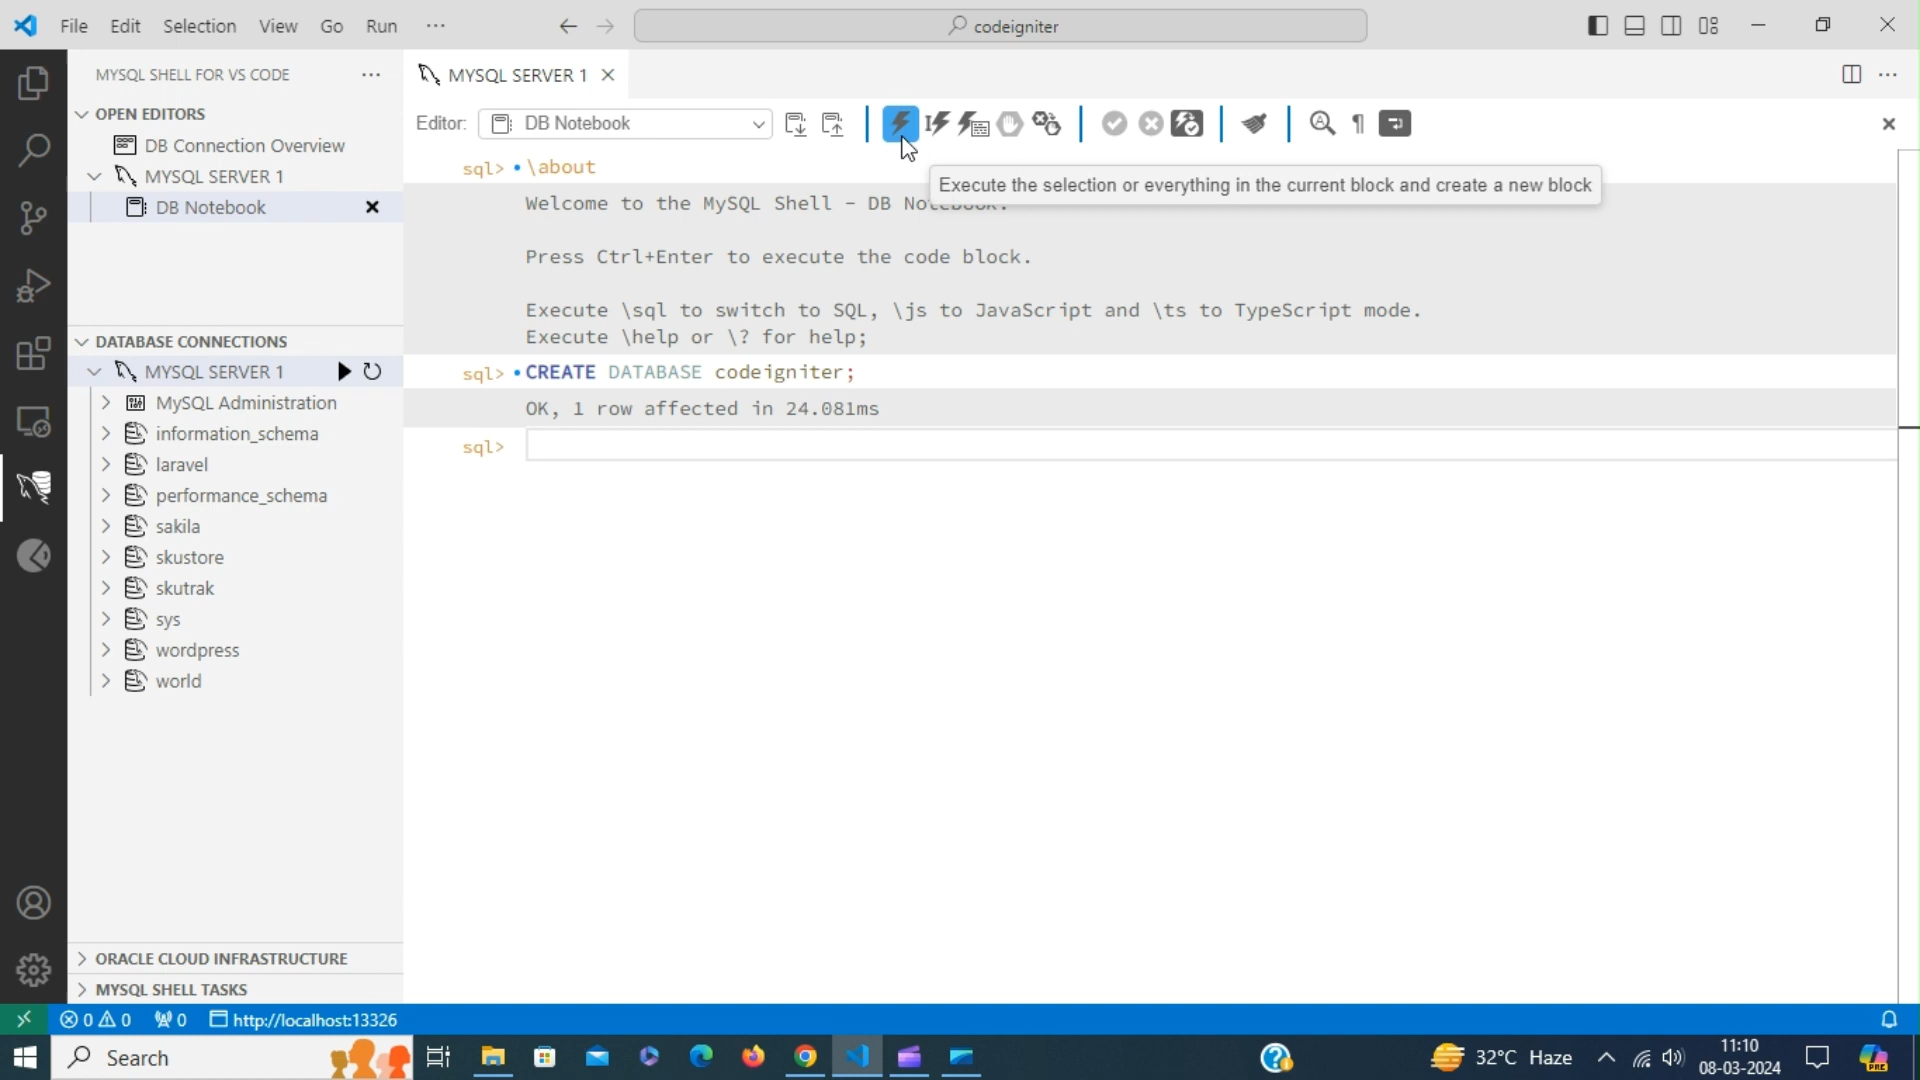 File Edit Selection View Go Run ···
codeigniter
MYSQL SHELL FOR VS CODE ···
OPEN EDITORS
DB Connection Overview
MYSQL SERVER 1
DB Notebook
DATABASE CONNECTIONS
MYSQL SERVER 1
MySQL Administration
information_schema
laravel
performance_schema
sakila
skustore
skutrak
sys
wordpress
world
ORACLE CLOUD INFRASTRUCTURE
MYSQL SHELL TASKS
MYSQL SERVER 1
Editor: DB Notebook
sql> \about
Execute the selection or everything in the current block and create a new block
Welcome to the MySQL Shell - DB Notebook.
Press Ctrl+Enter to execute the code block.
Execute \sql to switch to SQL, \js to JavaScript and \ts to TypeScript mode.
Execute \help or \? for help;
sql> CREATE DATABASE codeigniter;
OK, 1 row affected in 24.081ms
sql>
0 0 0 http://localhost:13326
Search
32°C Haze
11:10
08-03-2024
PRE